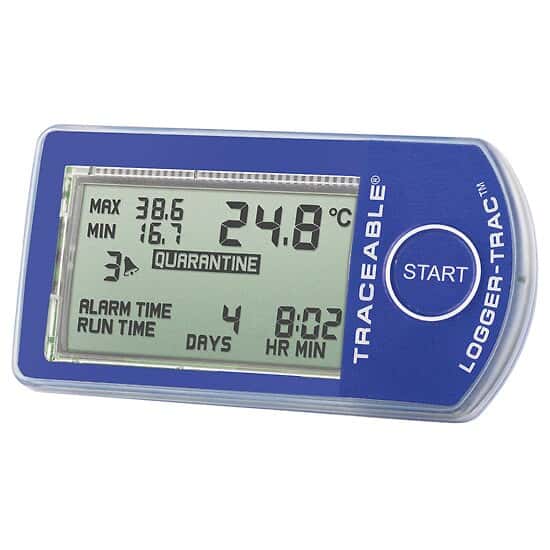 MAX 38.6
MIN 16.7
24.8 °C
3
QUARANTINE
ALARM TIME
RUN TIME
4 8:02
DAYS HR MIN
TRACEABLE®
START
LOGGER-TRAC™